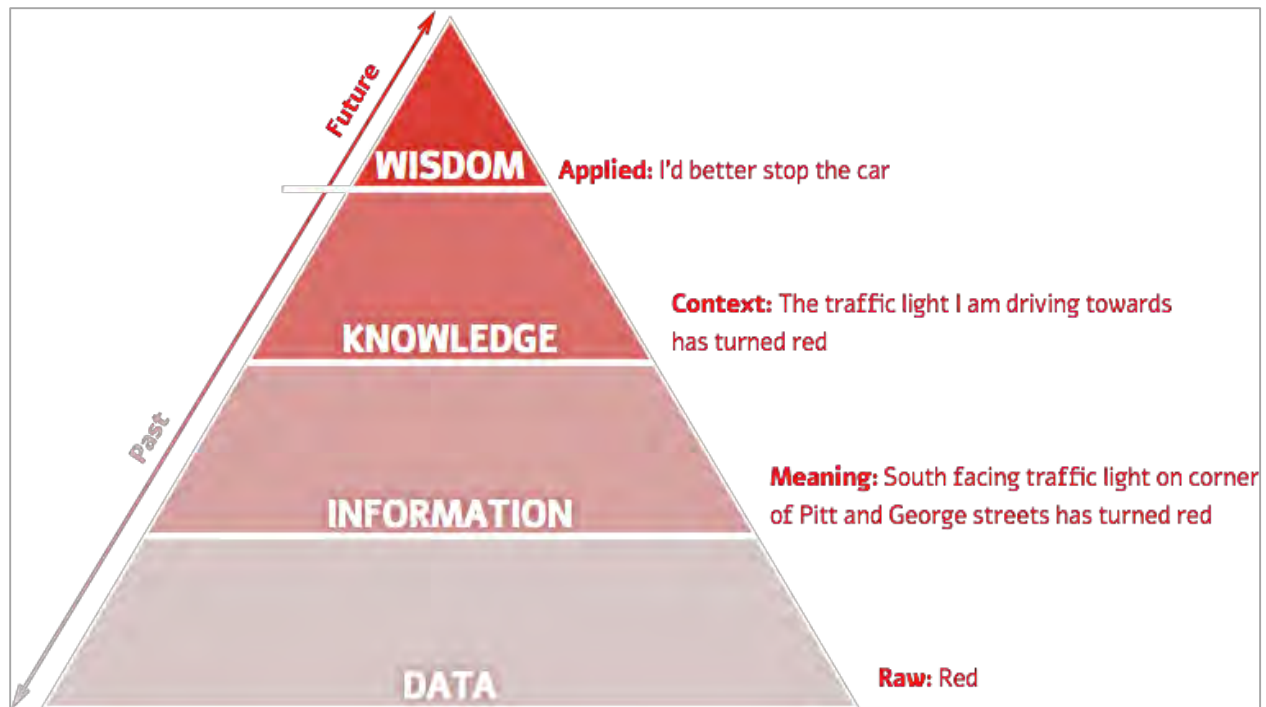 Future
WISDOM
Applied: I'd better stop the car
Context: The traffic light I am driving towards
has turned red
KNOWLEDGE
Past
Meaning: South facing traffic light on corner
of Pitt and George streets has turned red
INFORMATION
Raw: Red
DATA